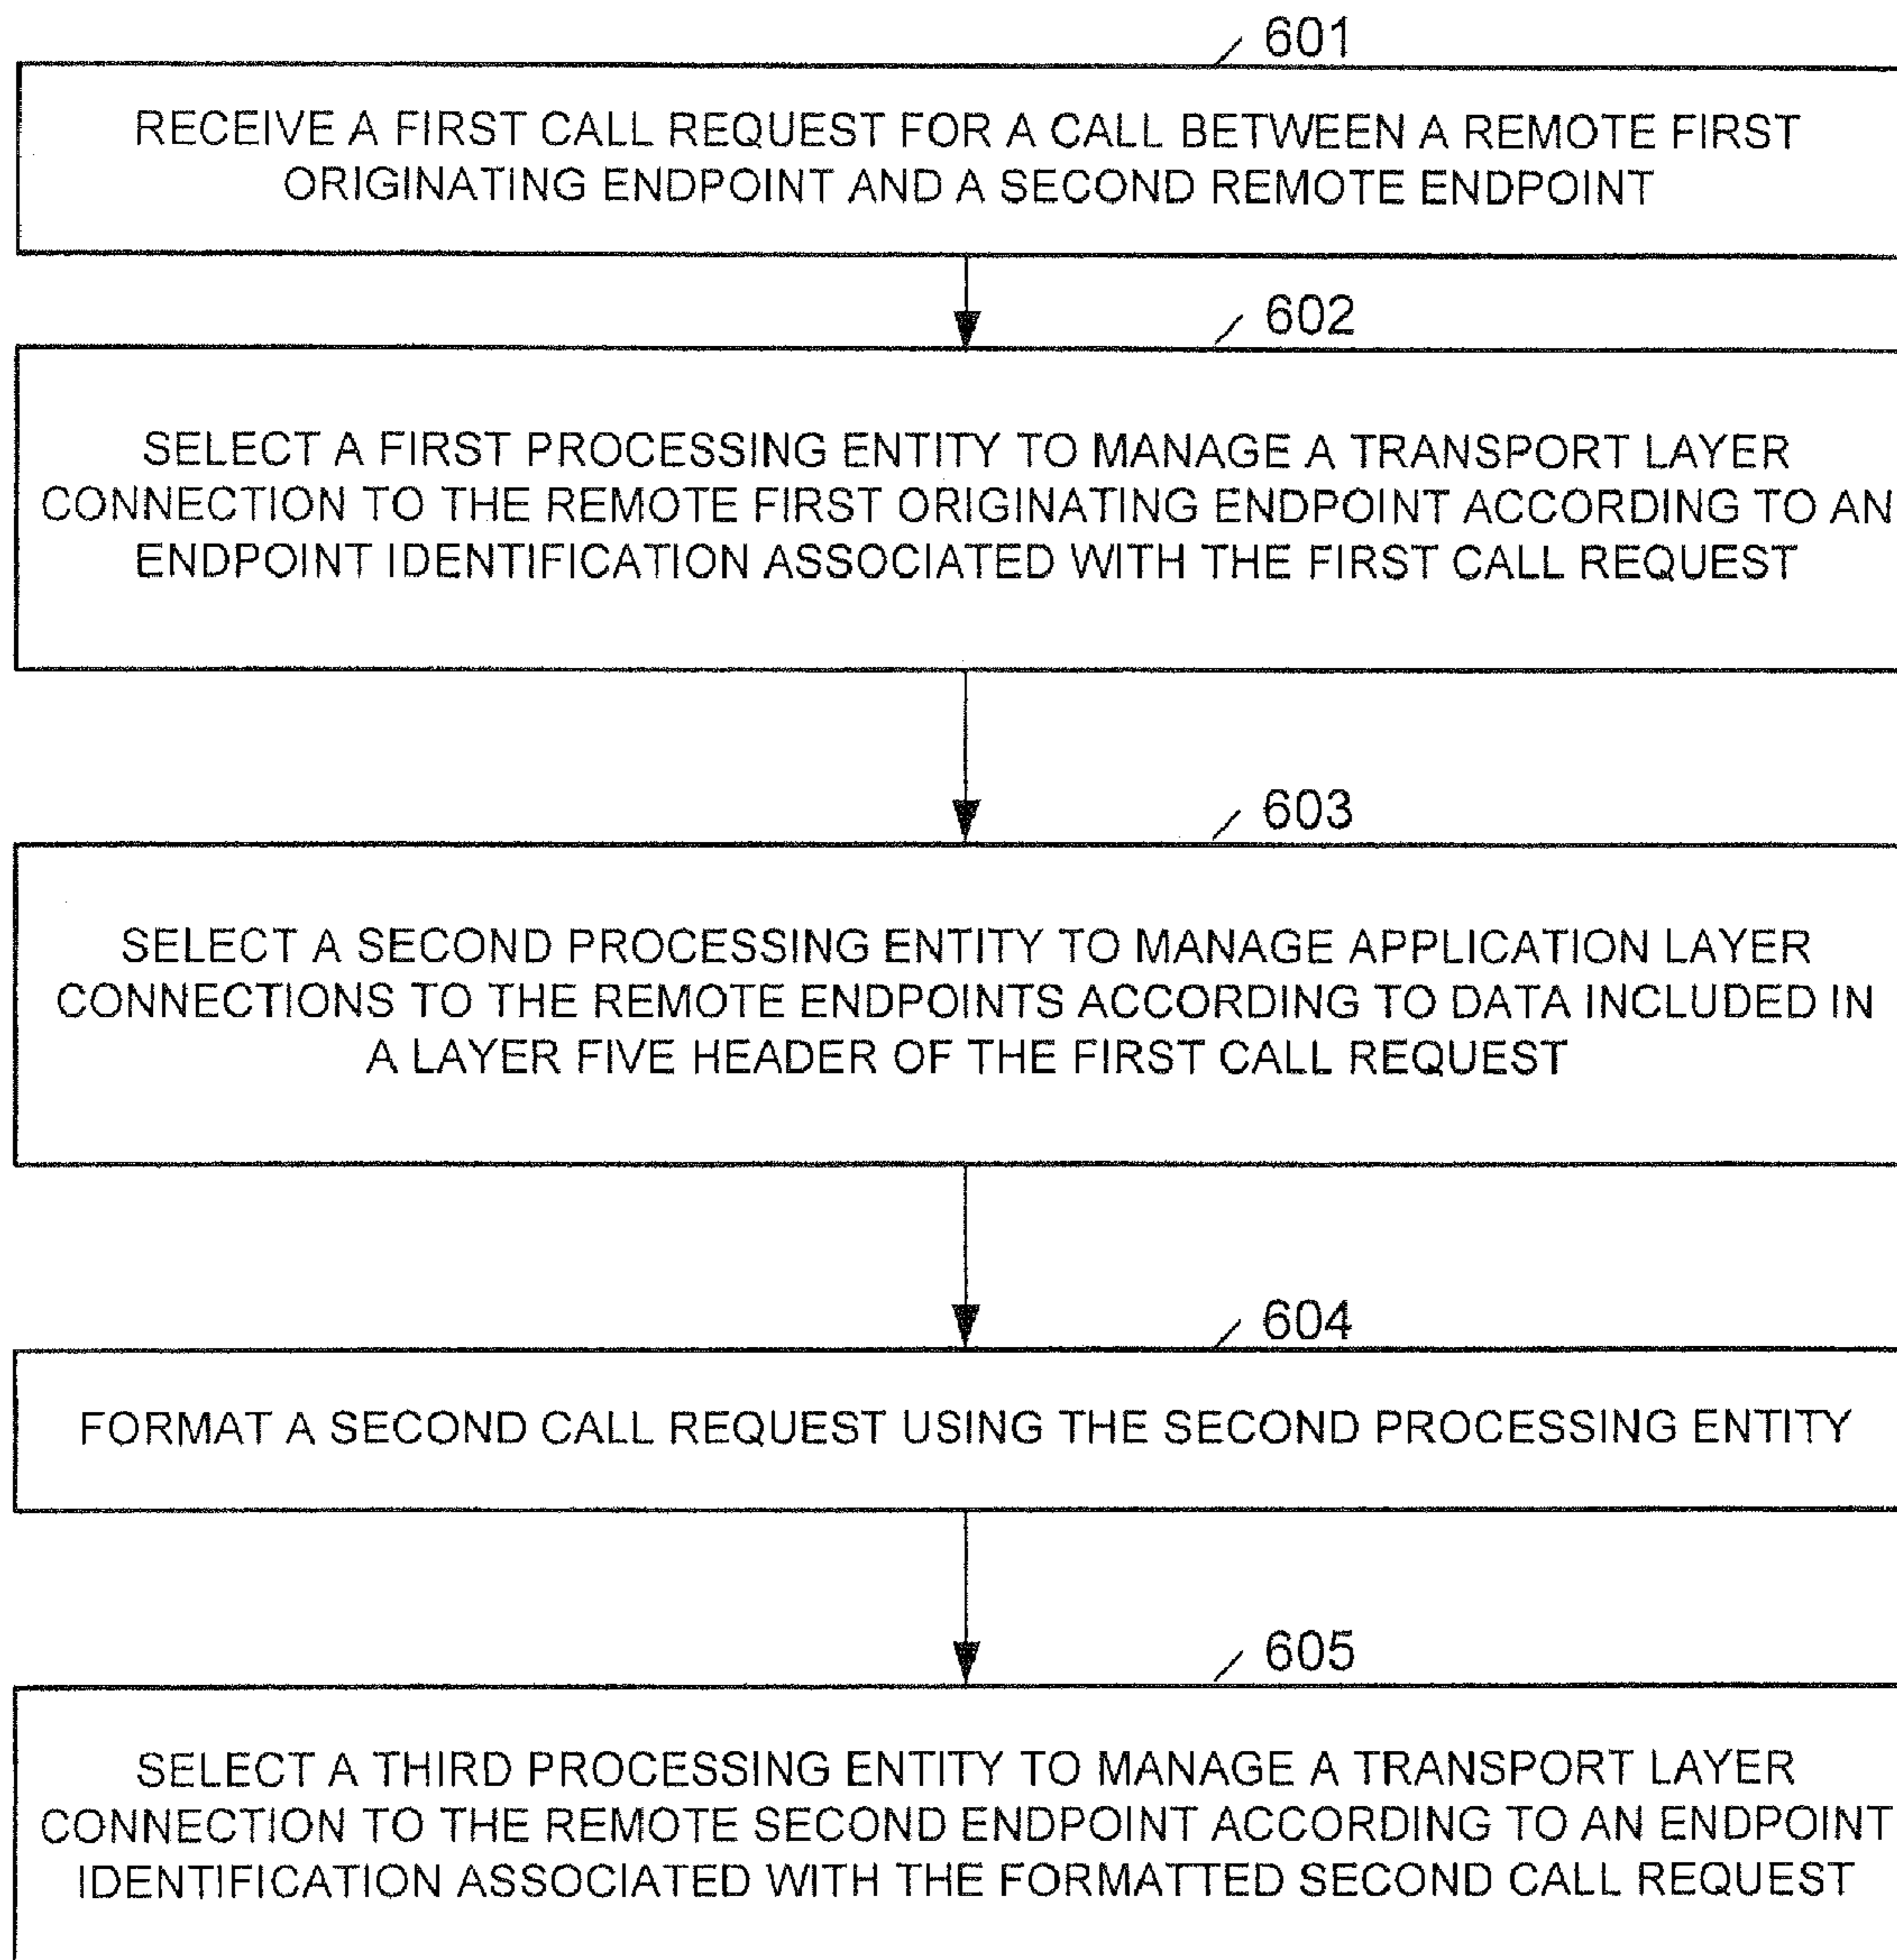 601
RECEIVE A FIRST CALL REQUEST FOR A CALL BETWEEN A REMOTE FIRST
ORIGINATING ENDPOINT AND A SECOND REMOTE ENDPOINT
602
SELECT A FIRST PROCESSING ENTITY TO MANAGE A TRANSPORT LAYER
CONNECTION TO THE REMOTE FIRST ORIGINATING ENDPOINT ACCORDING TO AN
ENDPOINT IDENTIFICATION ASSOCIATED WITH THE FIRST CALL REQUEST
603
SELECT A SECOND PROCESSING ENTITY TO MANAGE APPLICATION LAYER
CONNECTIONS TO THE REMOTE ENDPOINTS ACCORDING TO DATA INCLUDED IN
A LAYER FIVE HEADER OF THE FIRST CALL REQUEST
604
FORMAT A SECOND CALL REQUEST USING THE SECOND PROCESSING ENTITY
605
SELECT A THIRD PROCESSING ENTITY TO MANAGE A TRANSPORT LAYER
CONNECTION TO THE REMOTE SECOND ENDPOINT ACCORDING TO AN ENDPOINT
IDENTIFICATION ASSOCIATED WITH THE FORMATTED SECOND CALL REQUEST